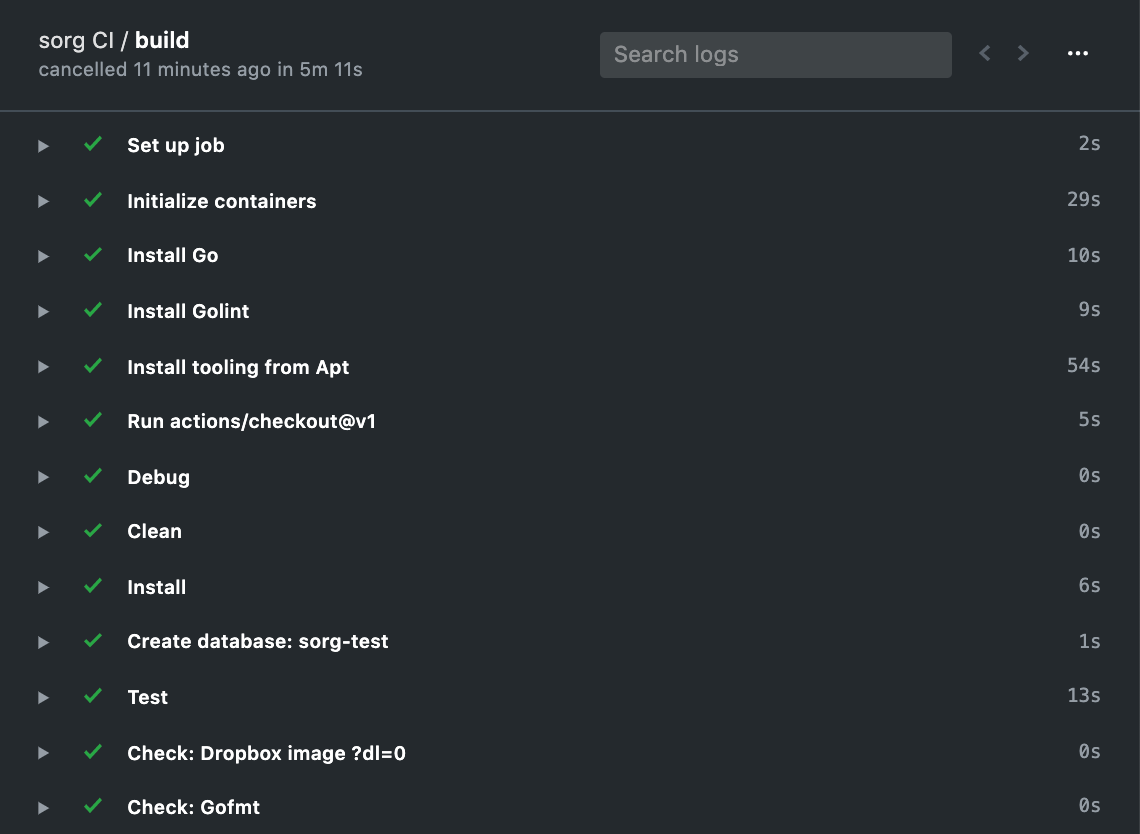 sorg CI / build
cancelled 11 minutes ago in 5m 11s
Search logs
Set up job 2s
Initialize containers 29s
Install Go 10s
Install Golint 9s
Install tooling from Apt 54s
Run actions/checkout@v1 5s
Debug 0s
Clean 0s
Install 6s
Create database: sorg-test 1s
Test 13s
Check: Dropbox image ?dl=0 0s
Check: Gofmt 0s